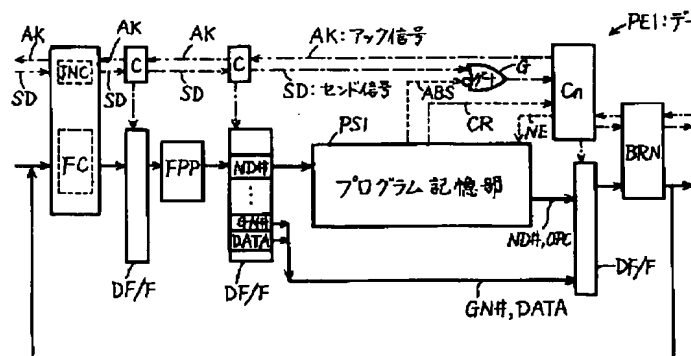 PE1:デー
AK
AK
AK
AK:アック信号
JNC
C
C
ゲート
G
Cn
SD
SD
SD
SD:センド信号
ABS
CR
NE
PS1
FC
FPP
ND#
⋮
GN#
DATA
プログラム記憶部
BRN
ND#,OPC
DF/F
DF/F
DF/F
GN#,DATA